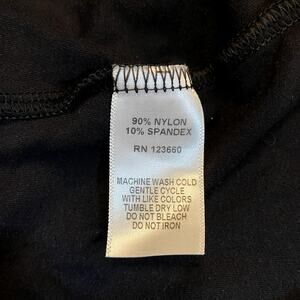 90% NYLON
10% SPANDEX
RN 123660
MACHINE WASH COLD
GENTLE CYCLE
WITH LIKE COLORS
TUMBLE DRY LOW
DO NOT BLEACH
DO NOT IRON